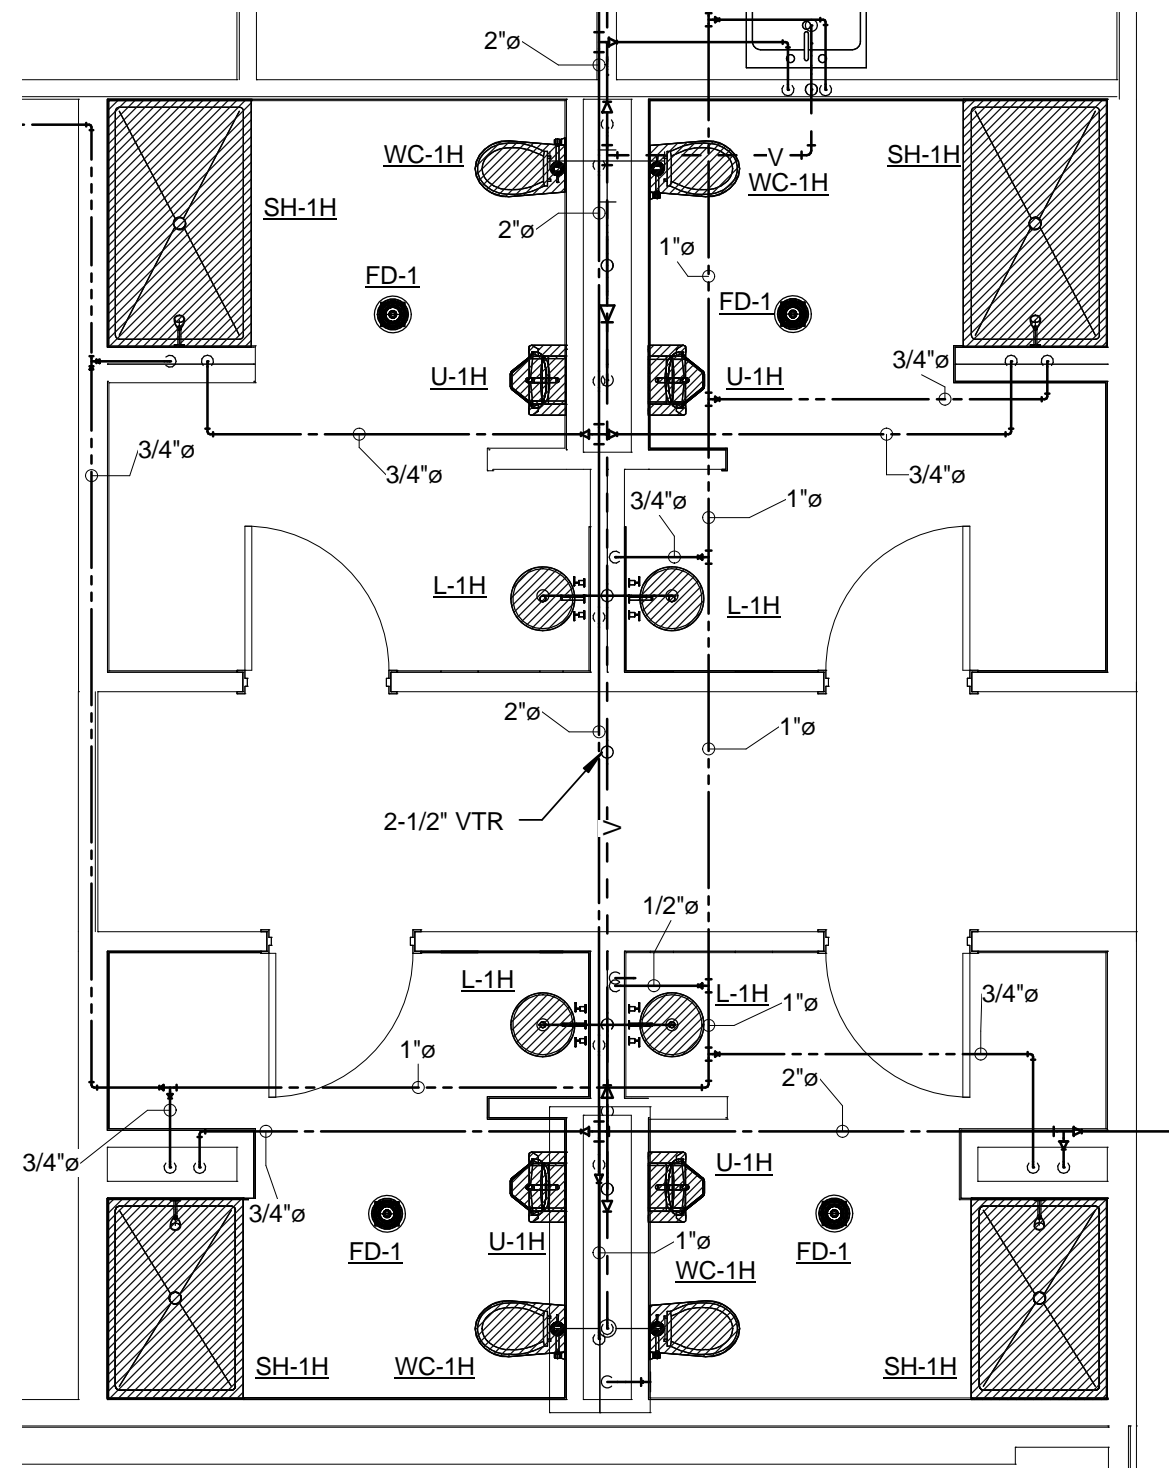 2"ø
WC-1H
V
WC-1H
SH-1H
SH-1H
2"ø
1"ø
FD-1
FD-1
U-1H
U-1H
3/4"ø
3/4"ø
3/4"ø
3/4"ø
3/4"ø
1"ø
L-1H
L-1H
2"ø
1"ø
2-1/2" VTR
V
1/2"ø
L-1H
L-1H
3/4"ø
1"ø
1"ø
2"ø
3/4"ø
U-1H
3/4"ø
U-1H
1"ø
FD-1
FD-1
WC-1H
SH-1H
WC-1H
SH-1H